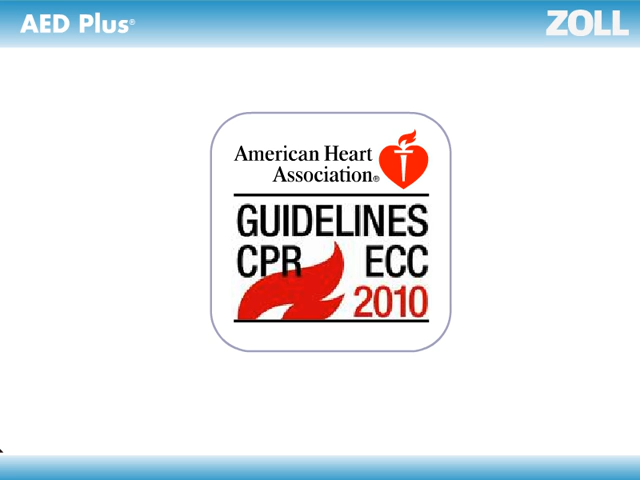 AED Plus®
ZOLL
American Heart
Association®
GUIDELINES
CPR ECC
2010